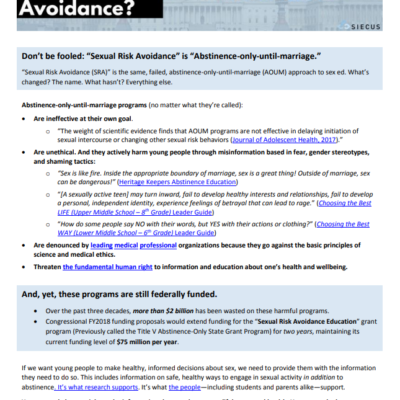 Avoidance?
SIECUS
Don't be fooled: "Sexual Risk Avoidance" is "Abstinence-only-until-marriage."
"Sexual Risk Avoidance (SRA)" is the same, failed, abstinence-only-until-marriage (AOUM) approach to sex ed. What's
changed? The name. What hasn't? Everything else.
Abstinence-only-until-marriage programs (no matter what they're called):
• Are ineffective at their own goal.
o "The weight of scientific evidence finds that AOUM programs are not effective in delaying initiation of
sexual intercourse or changing other sexual risk behaviors (Journal of Adolescent Health, 2017)."
• Are unethical. And they actively harm young people through misinformation based in fear, gender stereotypes,
and shaming tactics:
o "Sex is like fire. Inside the appropriate boundary of marriage, sex is a great thing! Outside of marriage, sex
can be dangerous!" (Heritage Keepers Abstinence Education)
o "[A sexually active teen] may turn inward, fail to develop healthy interests and relationships, fail to develop
a personal, independent identity, experience feelings of betrayal that can lead to rage." (Choosing the Best
LIFE (Upper Middle School – 8th Grade) Leader Guide)
o "How do some people say NO with their words, but YES with their actions or clothing?" (Choosing the Best
WAY (Lower Middle School – 6th Grade) Leader Guide)
• Are denounced by leading medical professional organizations because they go against the basic principles of
science and medical ethics.
• Threaten the fundamental human right to information and education about one's health and wellbeing.
And, yet, these programs are still federally funded.
• Over the past three decades, more than $2 billion has been wasted on these harmful programs.
• Congressional FY2018 funding proposals would extend funding for the "Sexual Risk Avoidance Education" grant
program (Previously called the Title V Abstinence-Only State Grant Program) for two years, maintaining its
current funding level of $75 million per year.
If we want young people to make healthy, informed decisions about sex, we need to provide them with the information
they need to do so. This includes information on safe, healthy ways to engage in sexual activity in addition to
abstinence. It's what research supports. It's what the people—including students and parents alike—support.